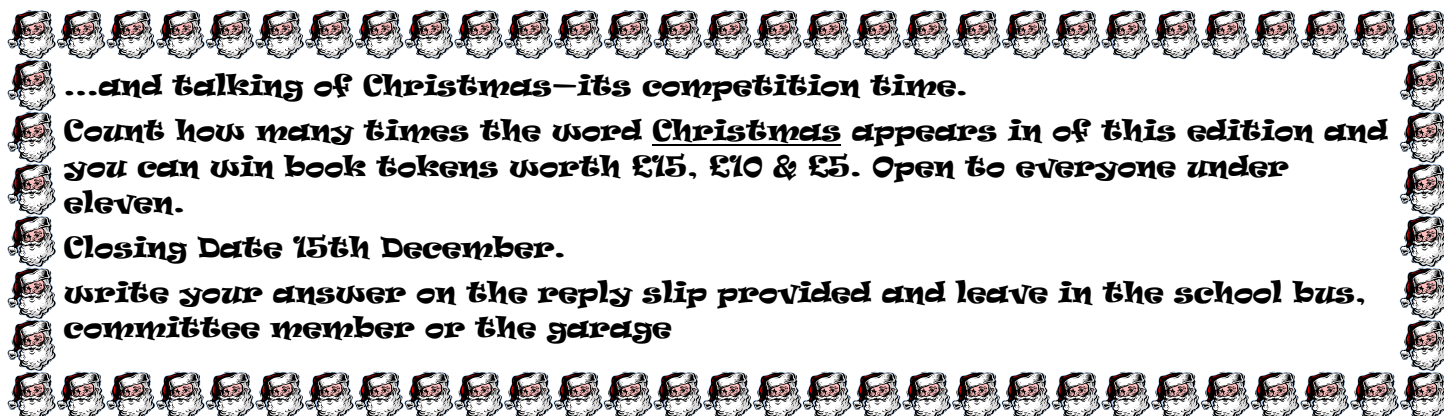 ...and talking of Christmas—its competition time.
Count how many times the word Christmas appears in of this edition and
you can win book tokens worth £15, £10 & £5. Open to everyone under
eleven.
Closing Date 15th December.
write your answer on the reply slip provided and leave in the school bus,
committee member or the garage